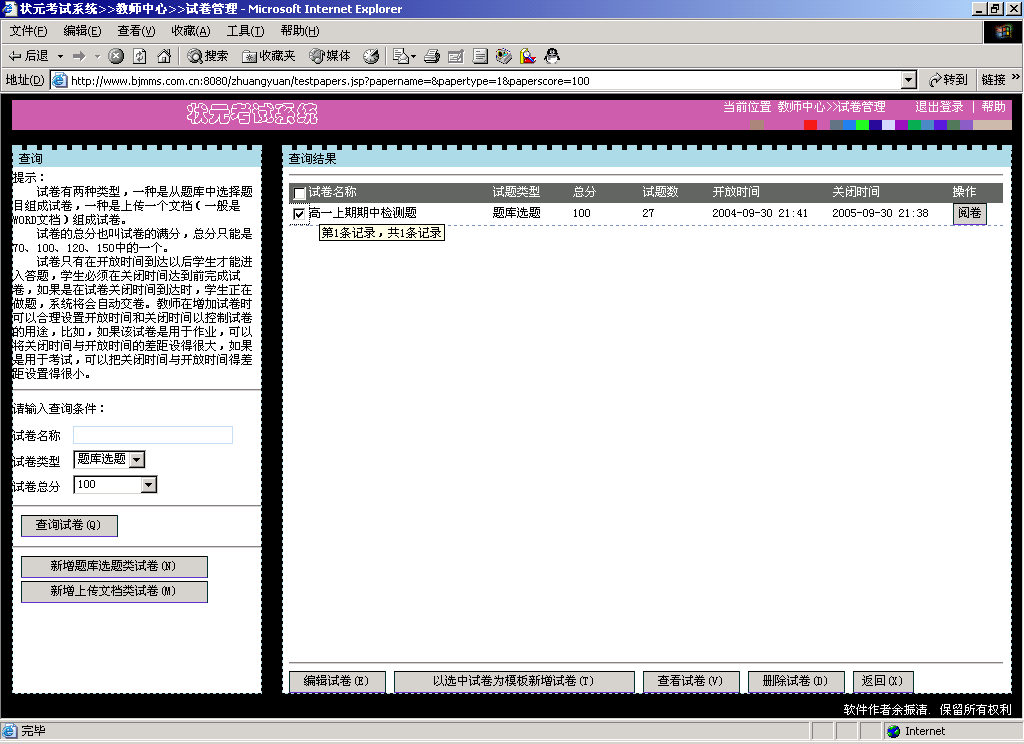 状元考试系统>>教师中心>>试卷管理 - Microsoft Internet Explorer
文件(F) 编辑(E) 查看(V) 收藏(A) 工具(T) 帮助(H)
后退 搜索 收藏夹 媒体
地址(D) http://www.bjmms.com.cn:8080/zhuangyuan/testpapers.jsp?papername=&papertype=1&paperscore=100 转到 链接 »
状元考试系统 当前位置 教师中心>>试卷管理 退出登录 | 帮助
查询
提示：
试卷有两种类型，一种是从题库中选择题
目组成试卷，一种是上传一个文档（一般是
WORD文档）组成试卷。
试卷的总分也叫试卷的满分，总分只能是
70、100、120、150中的一个。
试卷只有在开放时间到达以后学生才能进
入答题，学生必须在关闭时间达到前完成试
卷，如果是在试卷关闭时间到达时，学生正在
做题，系统将会自动交卷。教师在增加试卷时
可以合理设置开放时间和关闭时间以控制试卷
的用途，比如，如果该试卷是用于作业，可以
将关闭时间与开放时间的差距设得很大，如果
是用于考试，可以把关闭时间与开放时间得差
距设置得很小。
请输入查询条件：
试卷名称
试卷类型 题库选题
试卷总分 100
查询试卷(Q)
新增题库选题类试卷(N)
新增上传文档类试卷(M)
查询结果
试卷名称 试题类型 总分 试题数 开放时间 关闭时间 操作
高一上期期中检测题 题库选题 100 27 2004-09-30 21:41 2005-09-30 21:38 阅卷
第1条记录，共1条记录
编辑试卷(E) 以选中试卷为模板新增试卷(T) 查看试卷(V) 删除试卷(D) 返回(X)
软件作者余振清. 保留所有权利
完毕 Internet